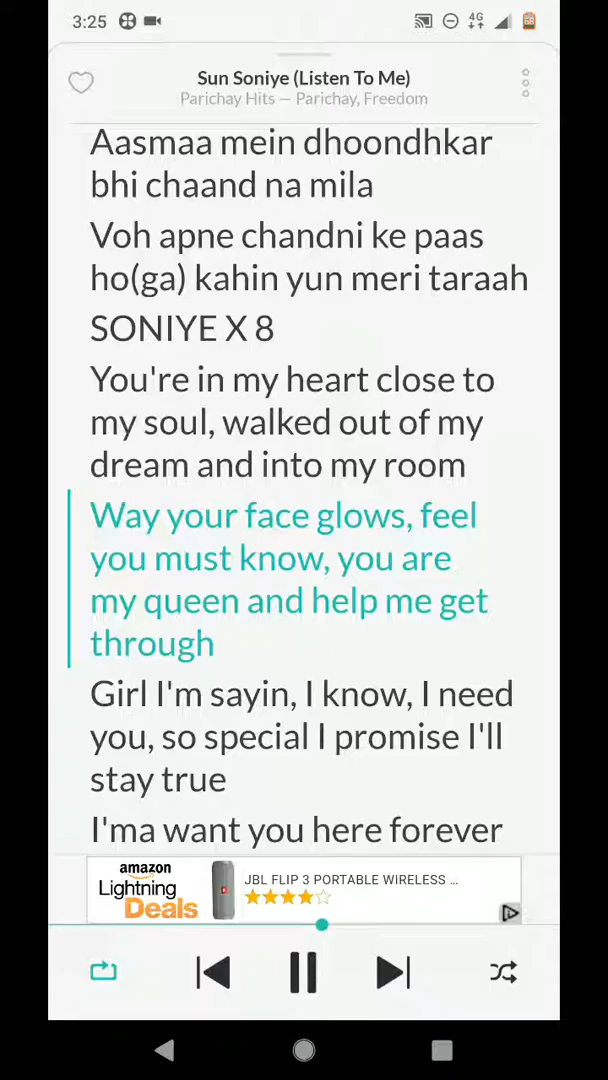 3:25
4G
Sun Soniye (Listen To Me)
Parichay Hits — Parichay, Freedom
Aasmaa mein dhoondhkar
bhi chaand na mila
Voh apne chandni ke paas
ho(ga) kahin yun meri taraah
SONIYE X 8
You're in my heart close to
my soul, walked out of my
dream and into my room
Way your face glows, feel
you must know, you are
my queen and help me get
through
Girl I'm sayin, I know, I need
you, so special I promise I'll
stay true
I'ma want you here forever
amazon
Lightning
Deals
JBL FLIP 3 PORTABLE WIRELESS ...